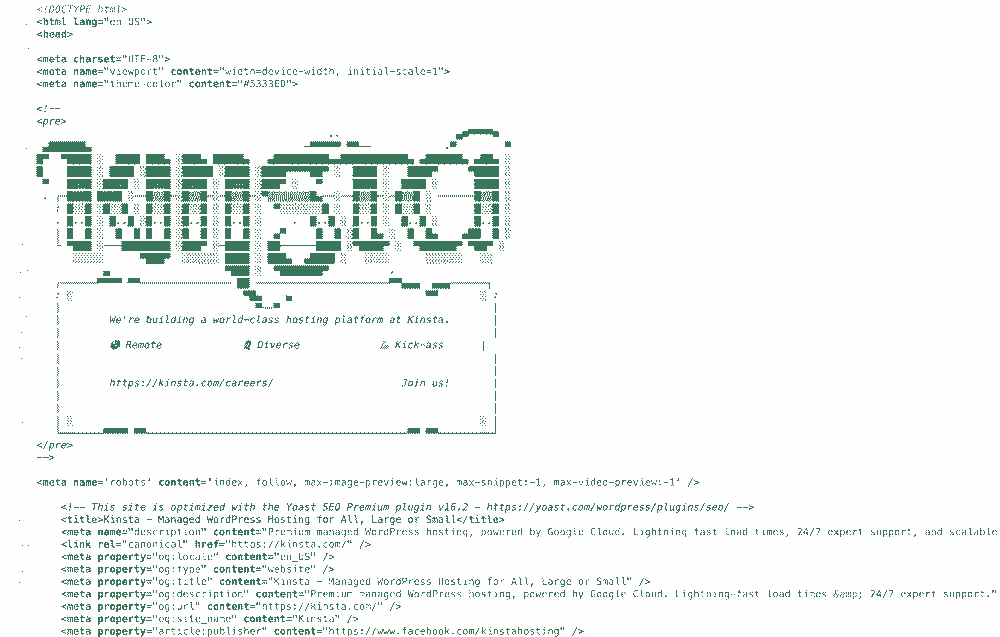 <!DOCTYPE html>
<html lang="en-US">
<head>
<meta charset="UTF-8">
<meta name="viewport" content="width=device-width, initial-scale=1">
<meta name="theme-color" content="#5333ED">
<!--
<pre>
We're building a world-class hosting platform at Kinsta.
Remote Diverse Kick-ass |
https://kinsta.com/careers/ Join us!
</pre>
-->
<meta name='robots' content='index, follow, max-image-preview:large, max-snippet:-1, max-video-preview:-1' />
<!-- This site is optimized with the Yoast SEO Premium plugin v16.2 - https://yoast.com/wordpress/plugins/seo/ -->
<title>Kinsta - Managed WordPress Hosting for All, Large or Small</title>
<meta name="description" content="Premium managed WordPress hosting, powered by Google Cloud. Lightning-fast load times, 24/7 expert support, and scalable
<link rel="canonical" href="https://kinsta.com/" />
<meta property="og:locale" content="en_US" />
<meta property="og:type" content="website" />
<meta property="og:title" content="Kinsta - Managed WordPress Hosting for All, Large or Small" />
<meta property="og:description" content="Premium managed WordPress hosting, powered by Google Cloud. Lightning-fast load times &amp; 24/7 expert support."
<meta property="og:url" content="https://kinsta.com/" />
<meta property="og:site_name" content="Kinsta" />
<meta property="article:publisher" content="https://www.facebook.com/kinstahosting" />